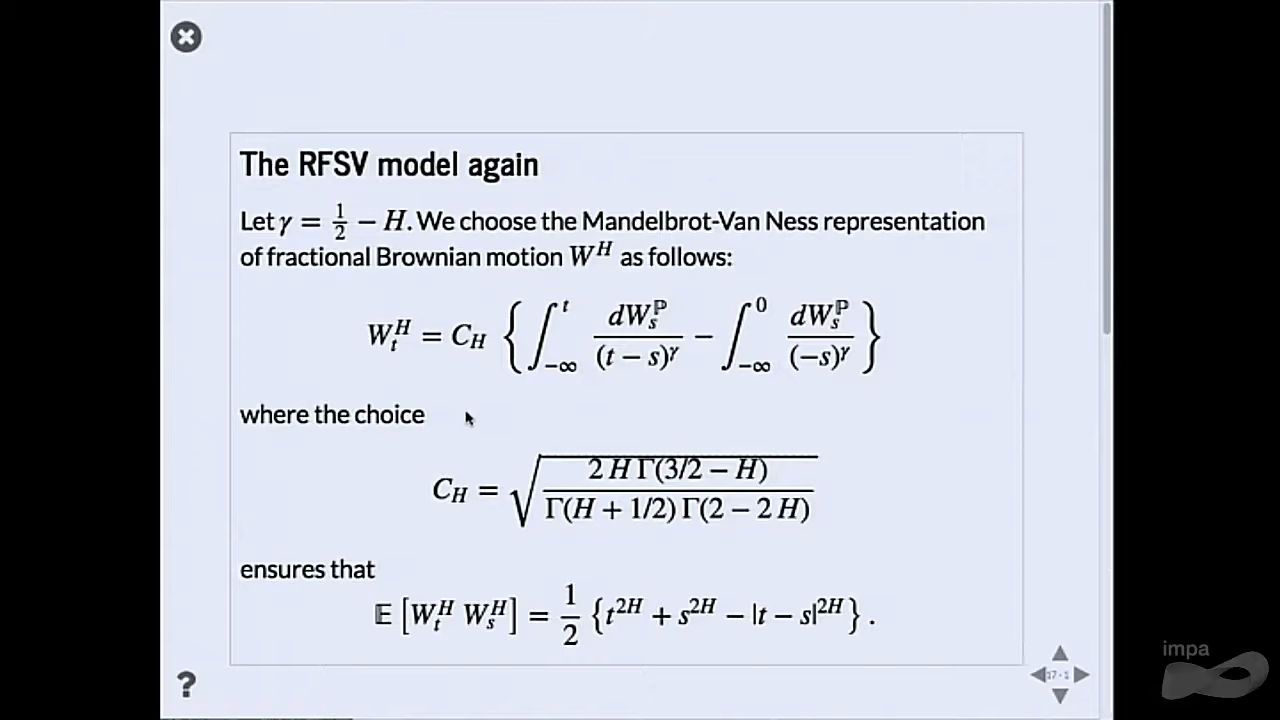 The RFSV model again
Let γ = 1/2 − H. We choose the Mandelbrot-Van Ness representation
of fractional Brownian motion W^H as follows:
W_t^H = C_H { ∫_{−∞}^t dW_s^ℙ / (t − s)^γ − ∫_{−∞}^0 dW_s^ℙ / (−s)^γ }
where the choice
C_H = √( 2 H Γ(3/2 − H) / ( Γ(H + 1/2) Γ(2 − 2 H) ) )
ensures that
𝔼 [W_t^H W_s^H] = 1/2 {t^{2H} + s^{2H} − |t − s|^{2H}} .
?
17 - 1
impa